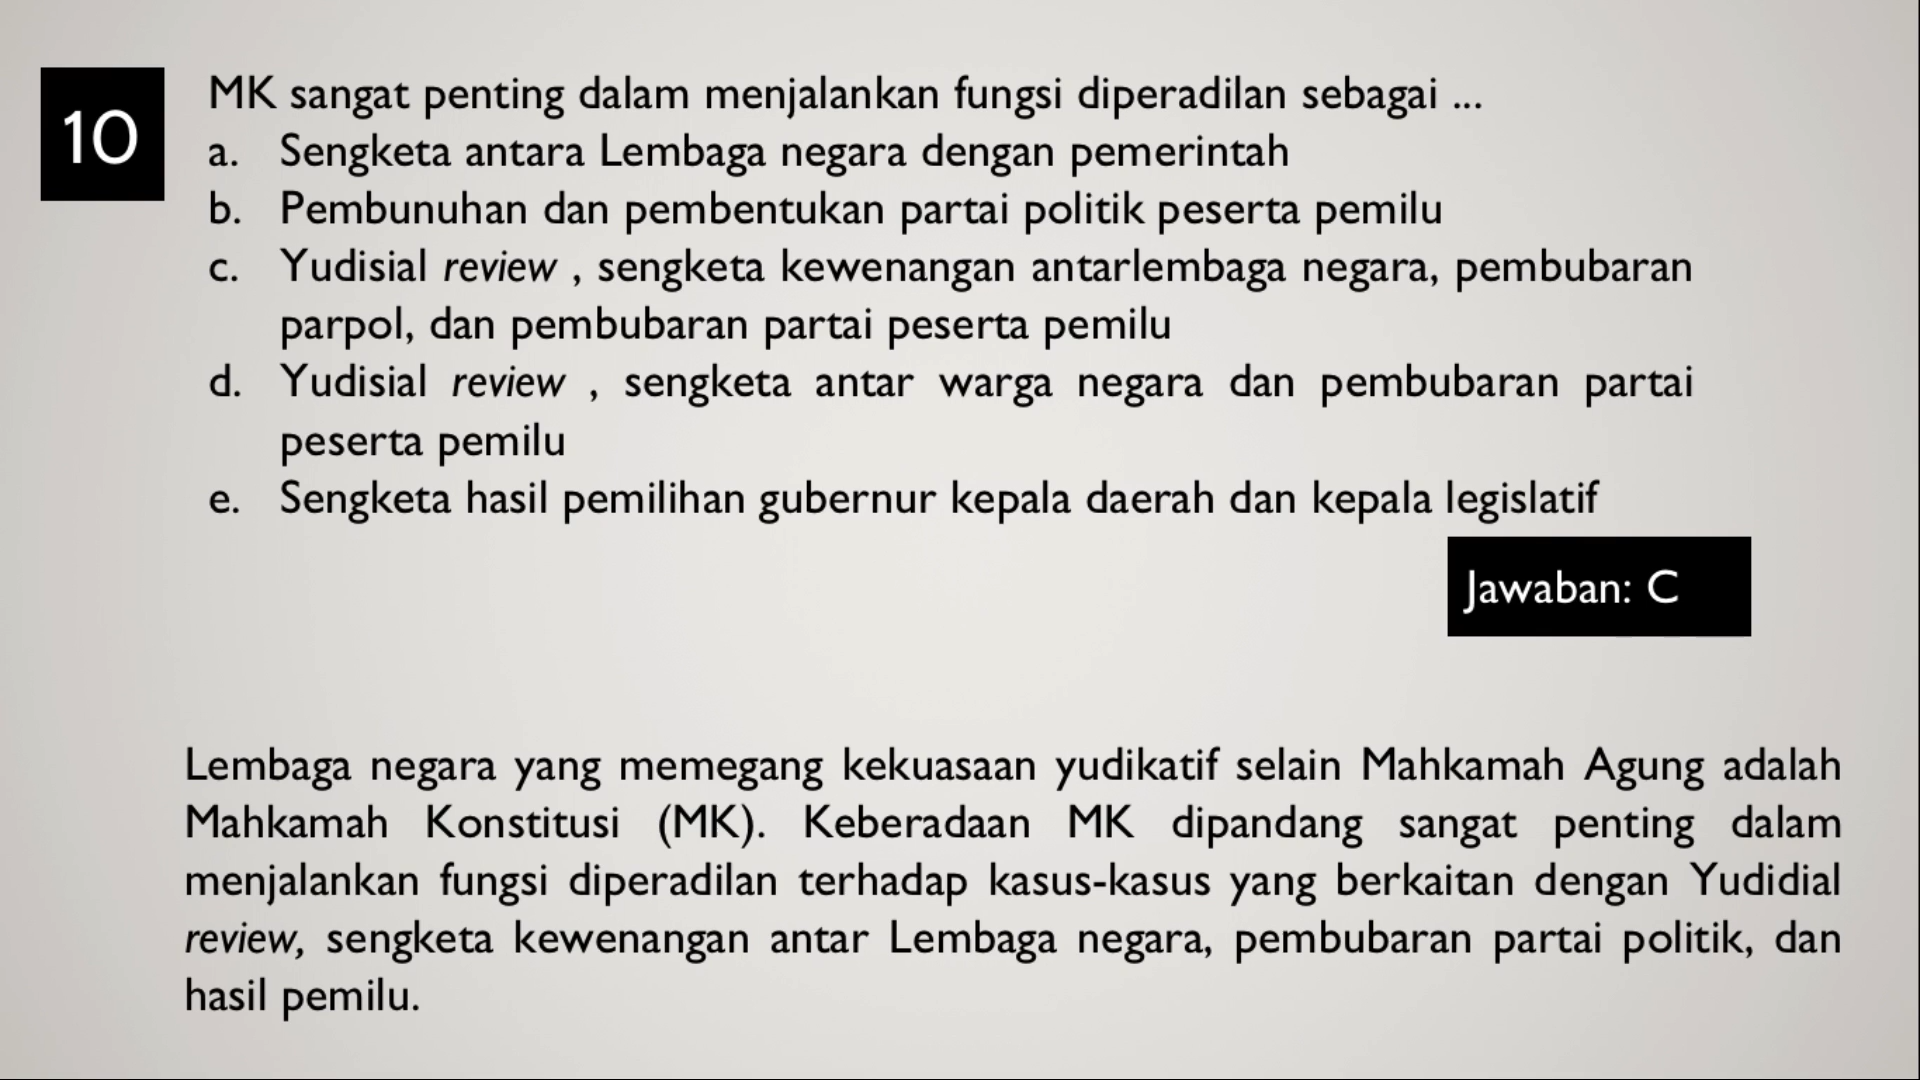 10
MK sangat penting dalam menjalankan fungsi diperadilan sebagai ...
a. Sengketa antara Lembaga negara dengan pemerintah
b. Pembunuhan dan pembentukan partai politik peserta pemilu
c. Yudisial review , sengketa kewenangan antarlembaga negara, pembubaran
parpol, dan pembubaran partai peserta pemilu
d. Yudisial review , sengketa antar warga negara dan pembubaran partai
peserta pemilu
e. Sengketa hasil pemilihan gubernur kepala daerah dan kepala legislatif
Jawaban: C
Lembaga negara yang memegang kekuasaan yudikatif selain Mahkamah Agung adalah
Mahkamah Konstitusi (MK). Keberadaan MK dipandang sangat penting dalam
menjalankan fungsi diperadilan terhadap kasus-kasus yang berkaitan dengan Yudidial
review, sengketa kewenangan antar Lembaga negara, pembubaran partai politik, dan
hasil pemilu.